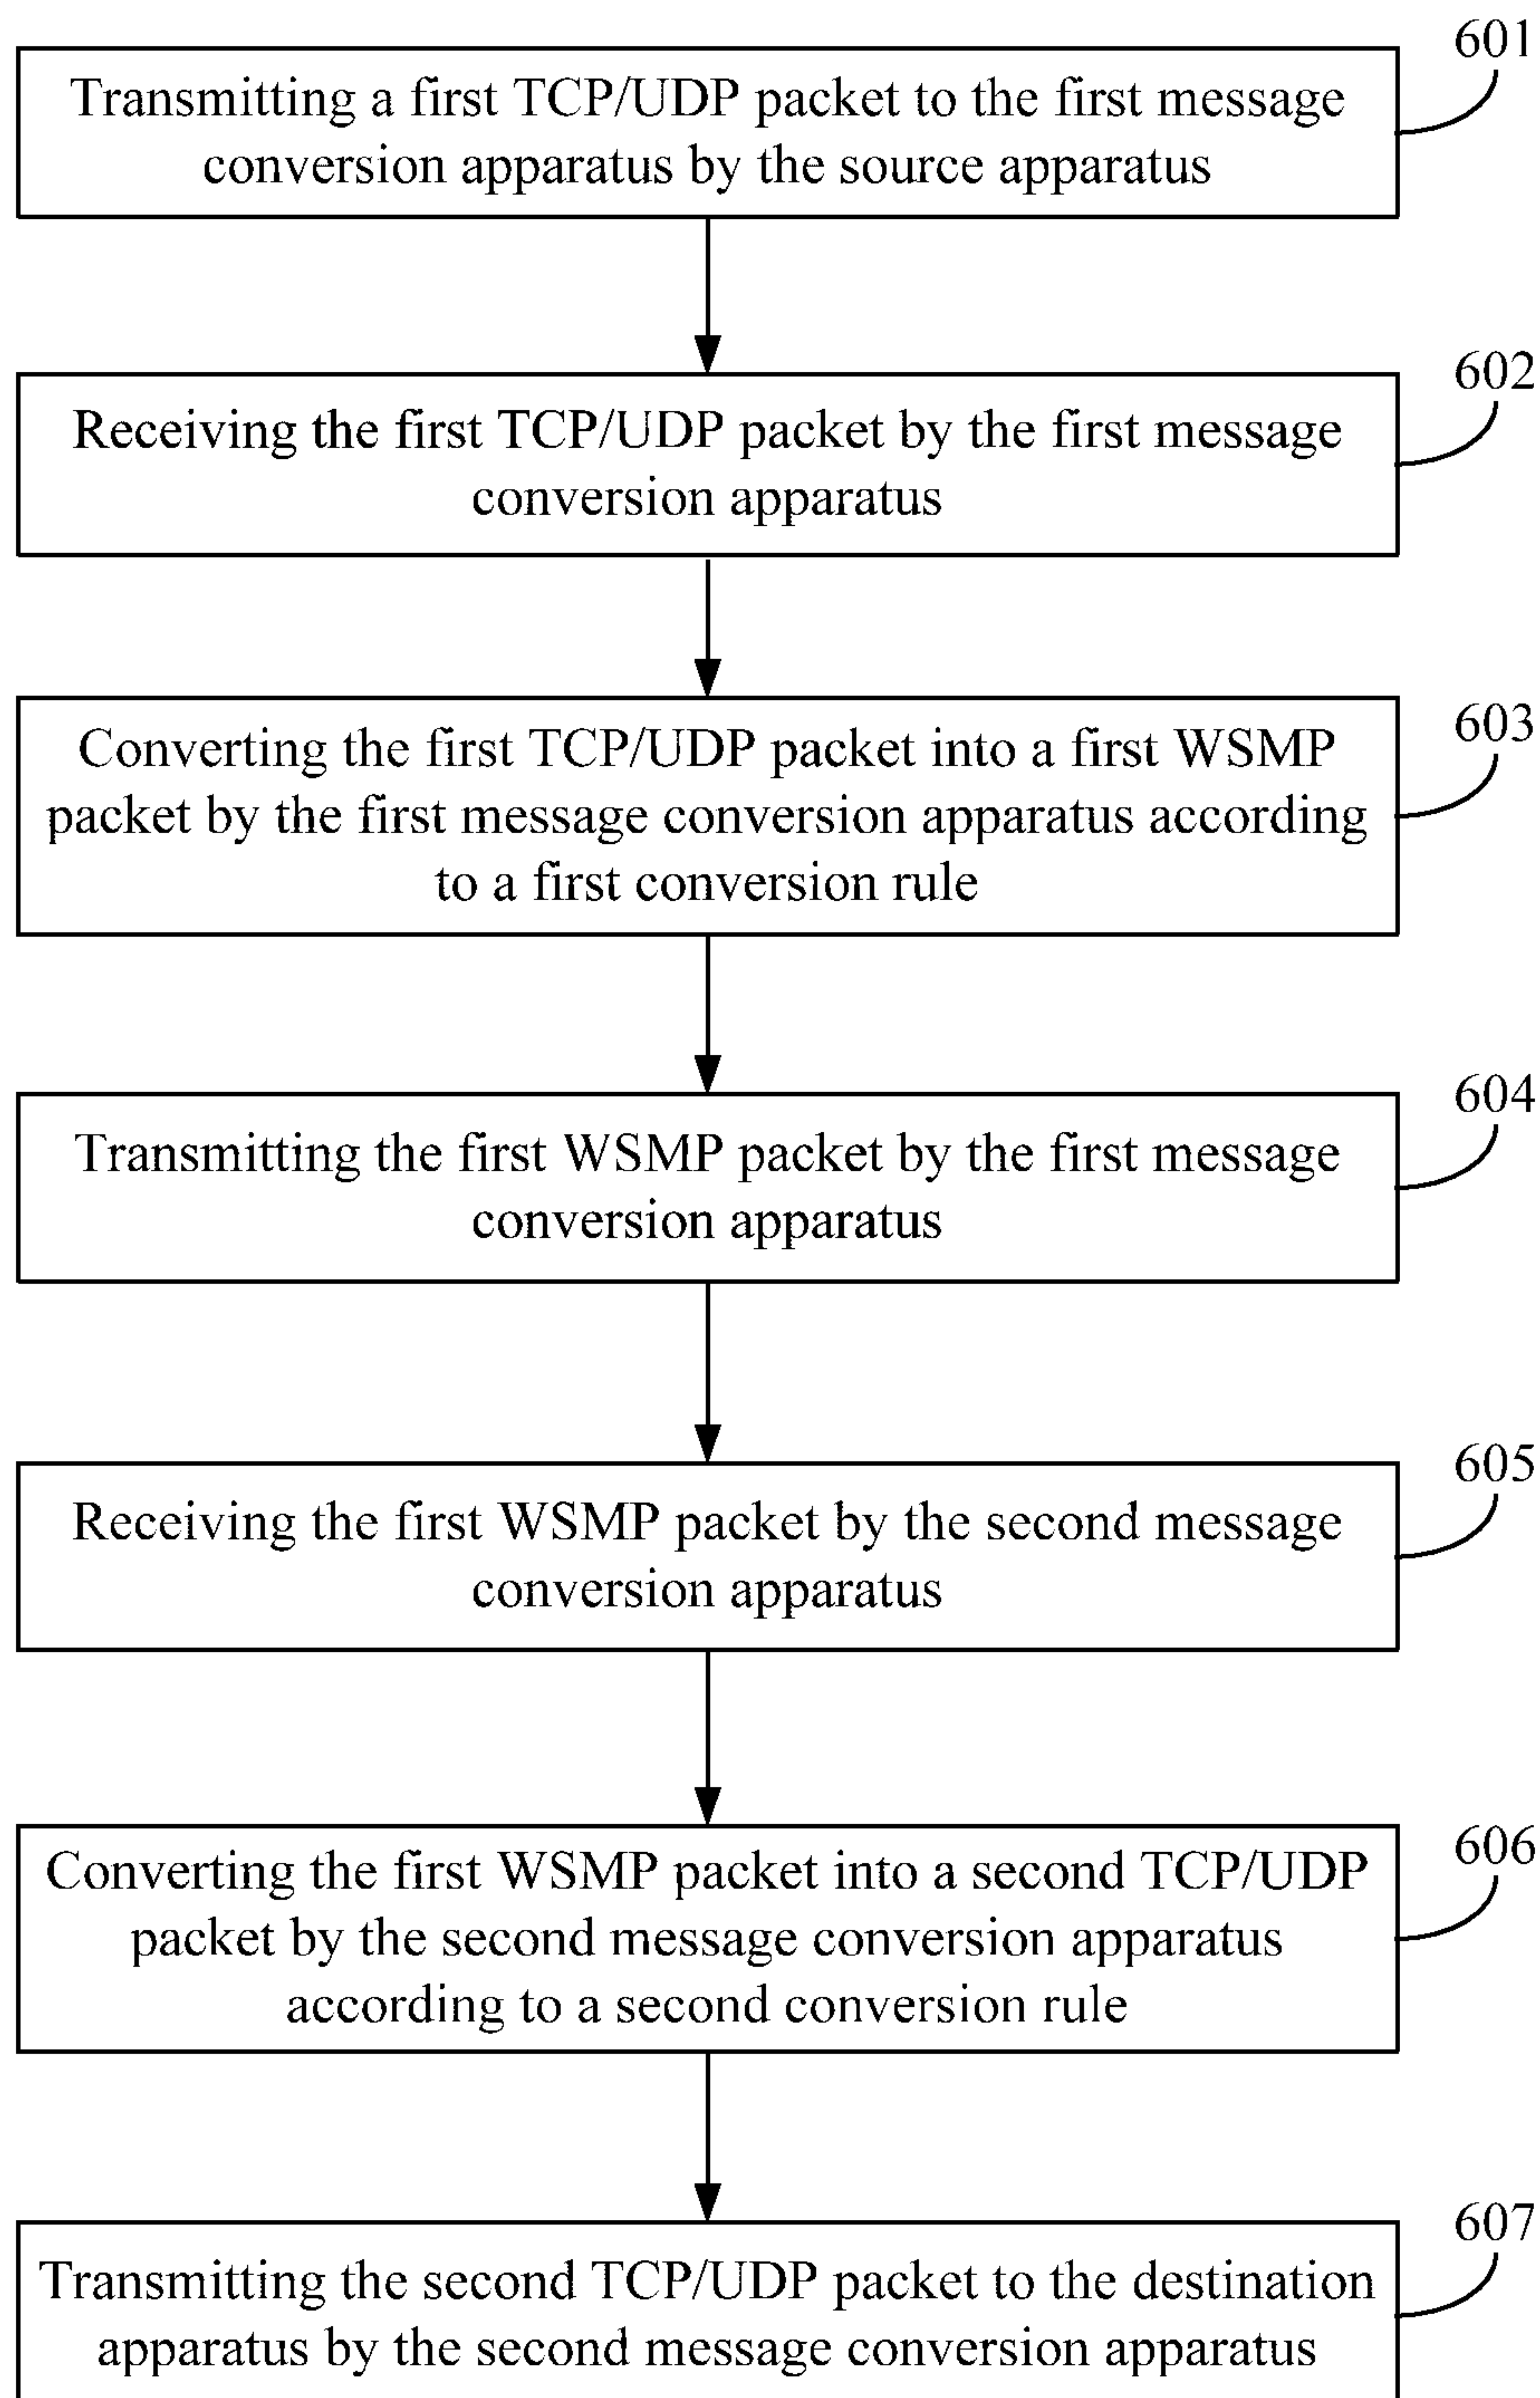 601
Transmitting a first TCP/UDP packet to the first message
conversion apparatus by the source apparatus
602
Receiving the first TCP/UDP packet by the first message
conversion apparatus
603
Converting the first TCP/UDP packet into a first WSMP
packet by the first message conversion apparatus according
to a first conversion rule
604
Transmitting the first WSMP packet by the first message
conversion apparatus
605
Receiving the first WSMP packet by the second message
conversion apparatus
606
Converting the first WSMP packet into a second TCP/UDP
packet by the second message conversion apparatus
according to a second conversion rule
607
Transmitting the second TCP/UDP packet to the destination
apparatus by the second message conversion apparatus